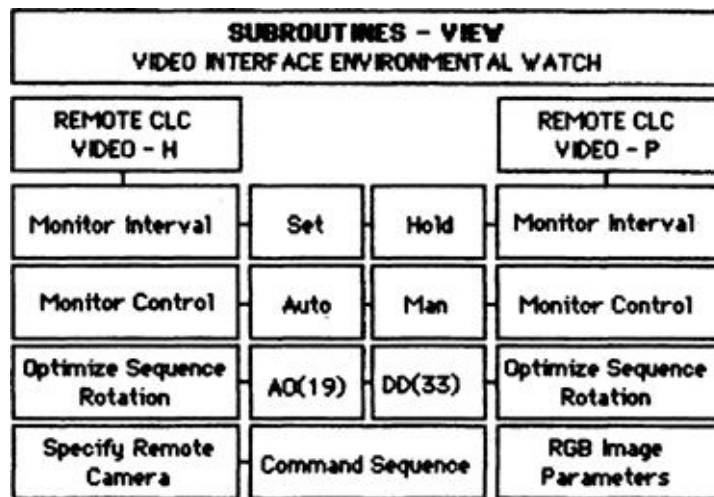 SUBROUTINES - VIEW
VIDEO INTERFACE ENVIRONMENTAL WATCH
REMOTE CLC
VIDEO - H
REMOTE CLC
VIDEO - P
Monitor Interval
Set
Hold
Monitor Interval
Monitor Control
Auto
Man
Monitor Control
Optimize Sequence
Rotation
AO(19)
DD(33)
Optimize Sequence
Rotation
Specify Remote
Camera
Command Sequence
RGB Image
Parameters